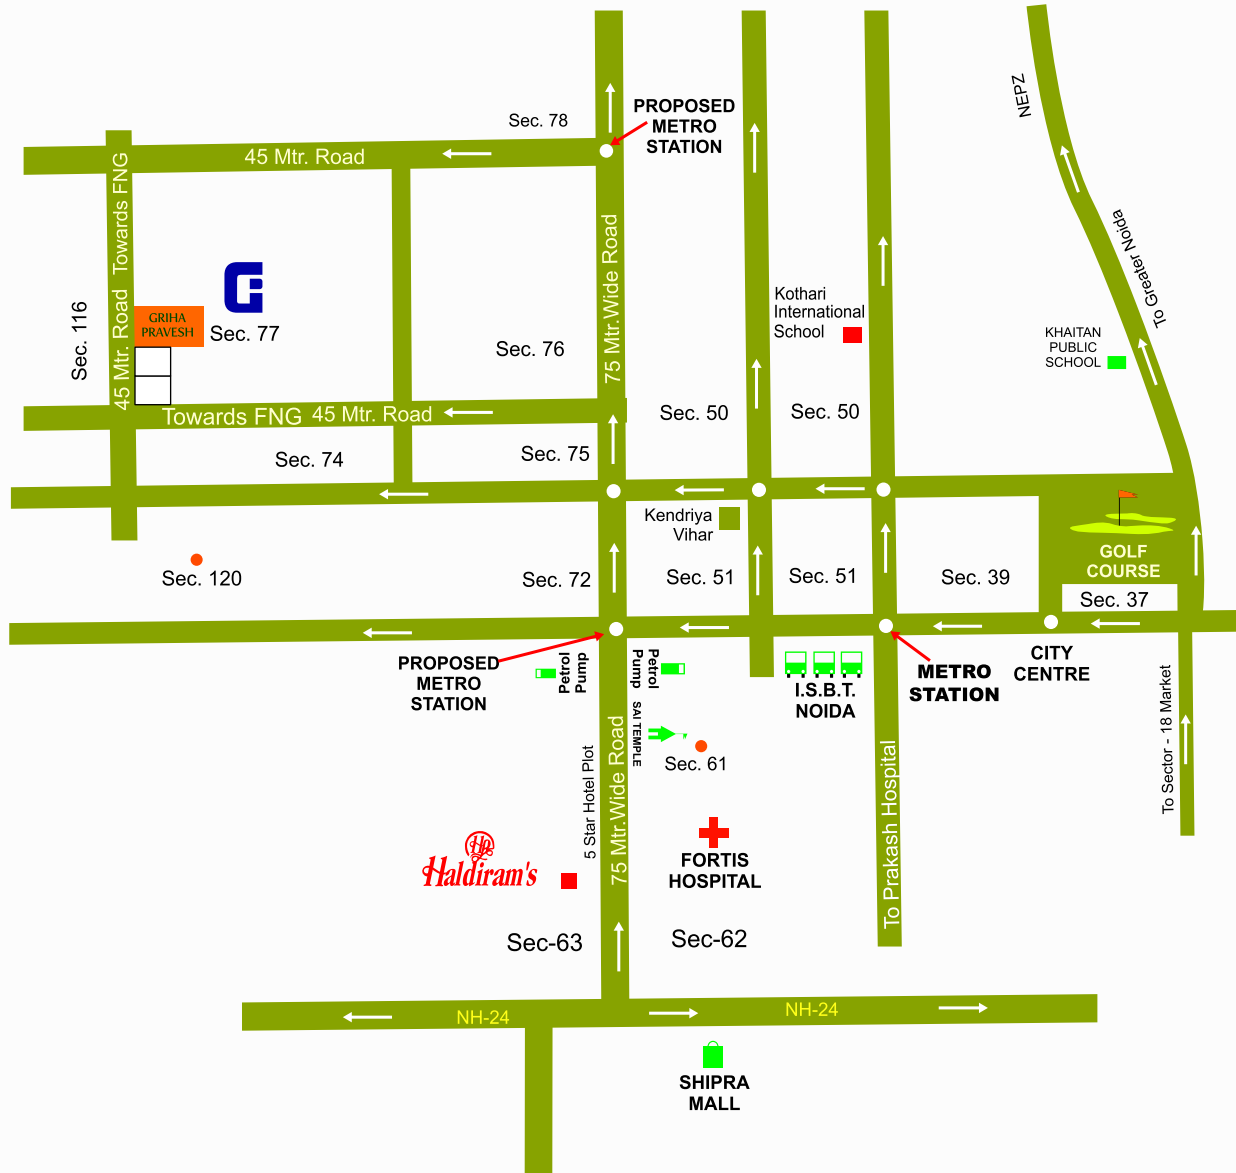 NEPZ
PROPOSED
METRO
STATION
Sec. 78
45 Mtr. Road
Towards FNG
45 Mtr. Road
75 Mtr.Wide Road
To Greater Noida
Kothari
International
School
Sec. 116
GRIHA
PRAVESH
Sec. 77
Sec. 76
KHAITAN
PUBLIC
SCHOOL
Towards FNG 45 Mtr. Road
Sec. 50
Sec. 50
Sec. 74
Sec. 75
Kendriya
Vihar
GOLF
COURSE
Sec. 120
Sec. 72
Sec. 51
Sec. 51
Sec. 39
Sec. 37
PROPOSED
METRO
STATION
Petrol
Pump
Petrol
Pump
I.S.B.T.
NOIDA
METRO
STATION
CITY
CENTRE
SAI TEMPLE
Sec. 61
5 Star Hotel Plot
75 Mtr.Wide Road
To Prakash Hospital
To Sector - 18 Market
HR
Haldiram's
FORTIS
HOSPITAL
Sec-63
Sec-62
NH-24
NH-24
SHIPRA
MALL